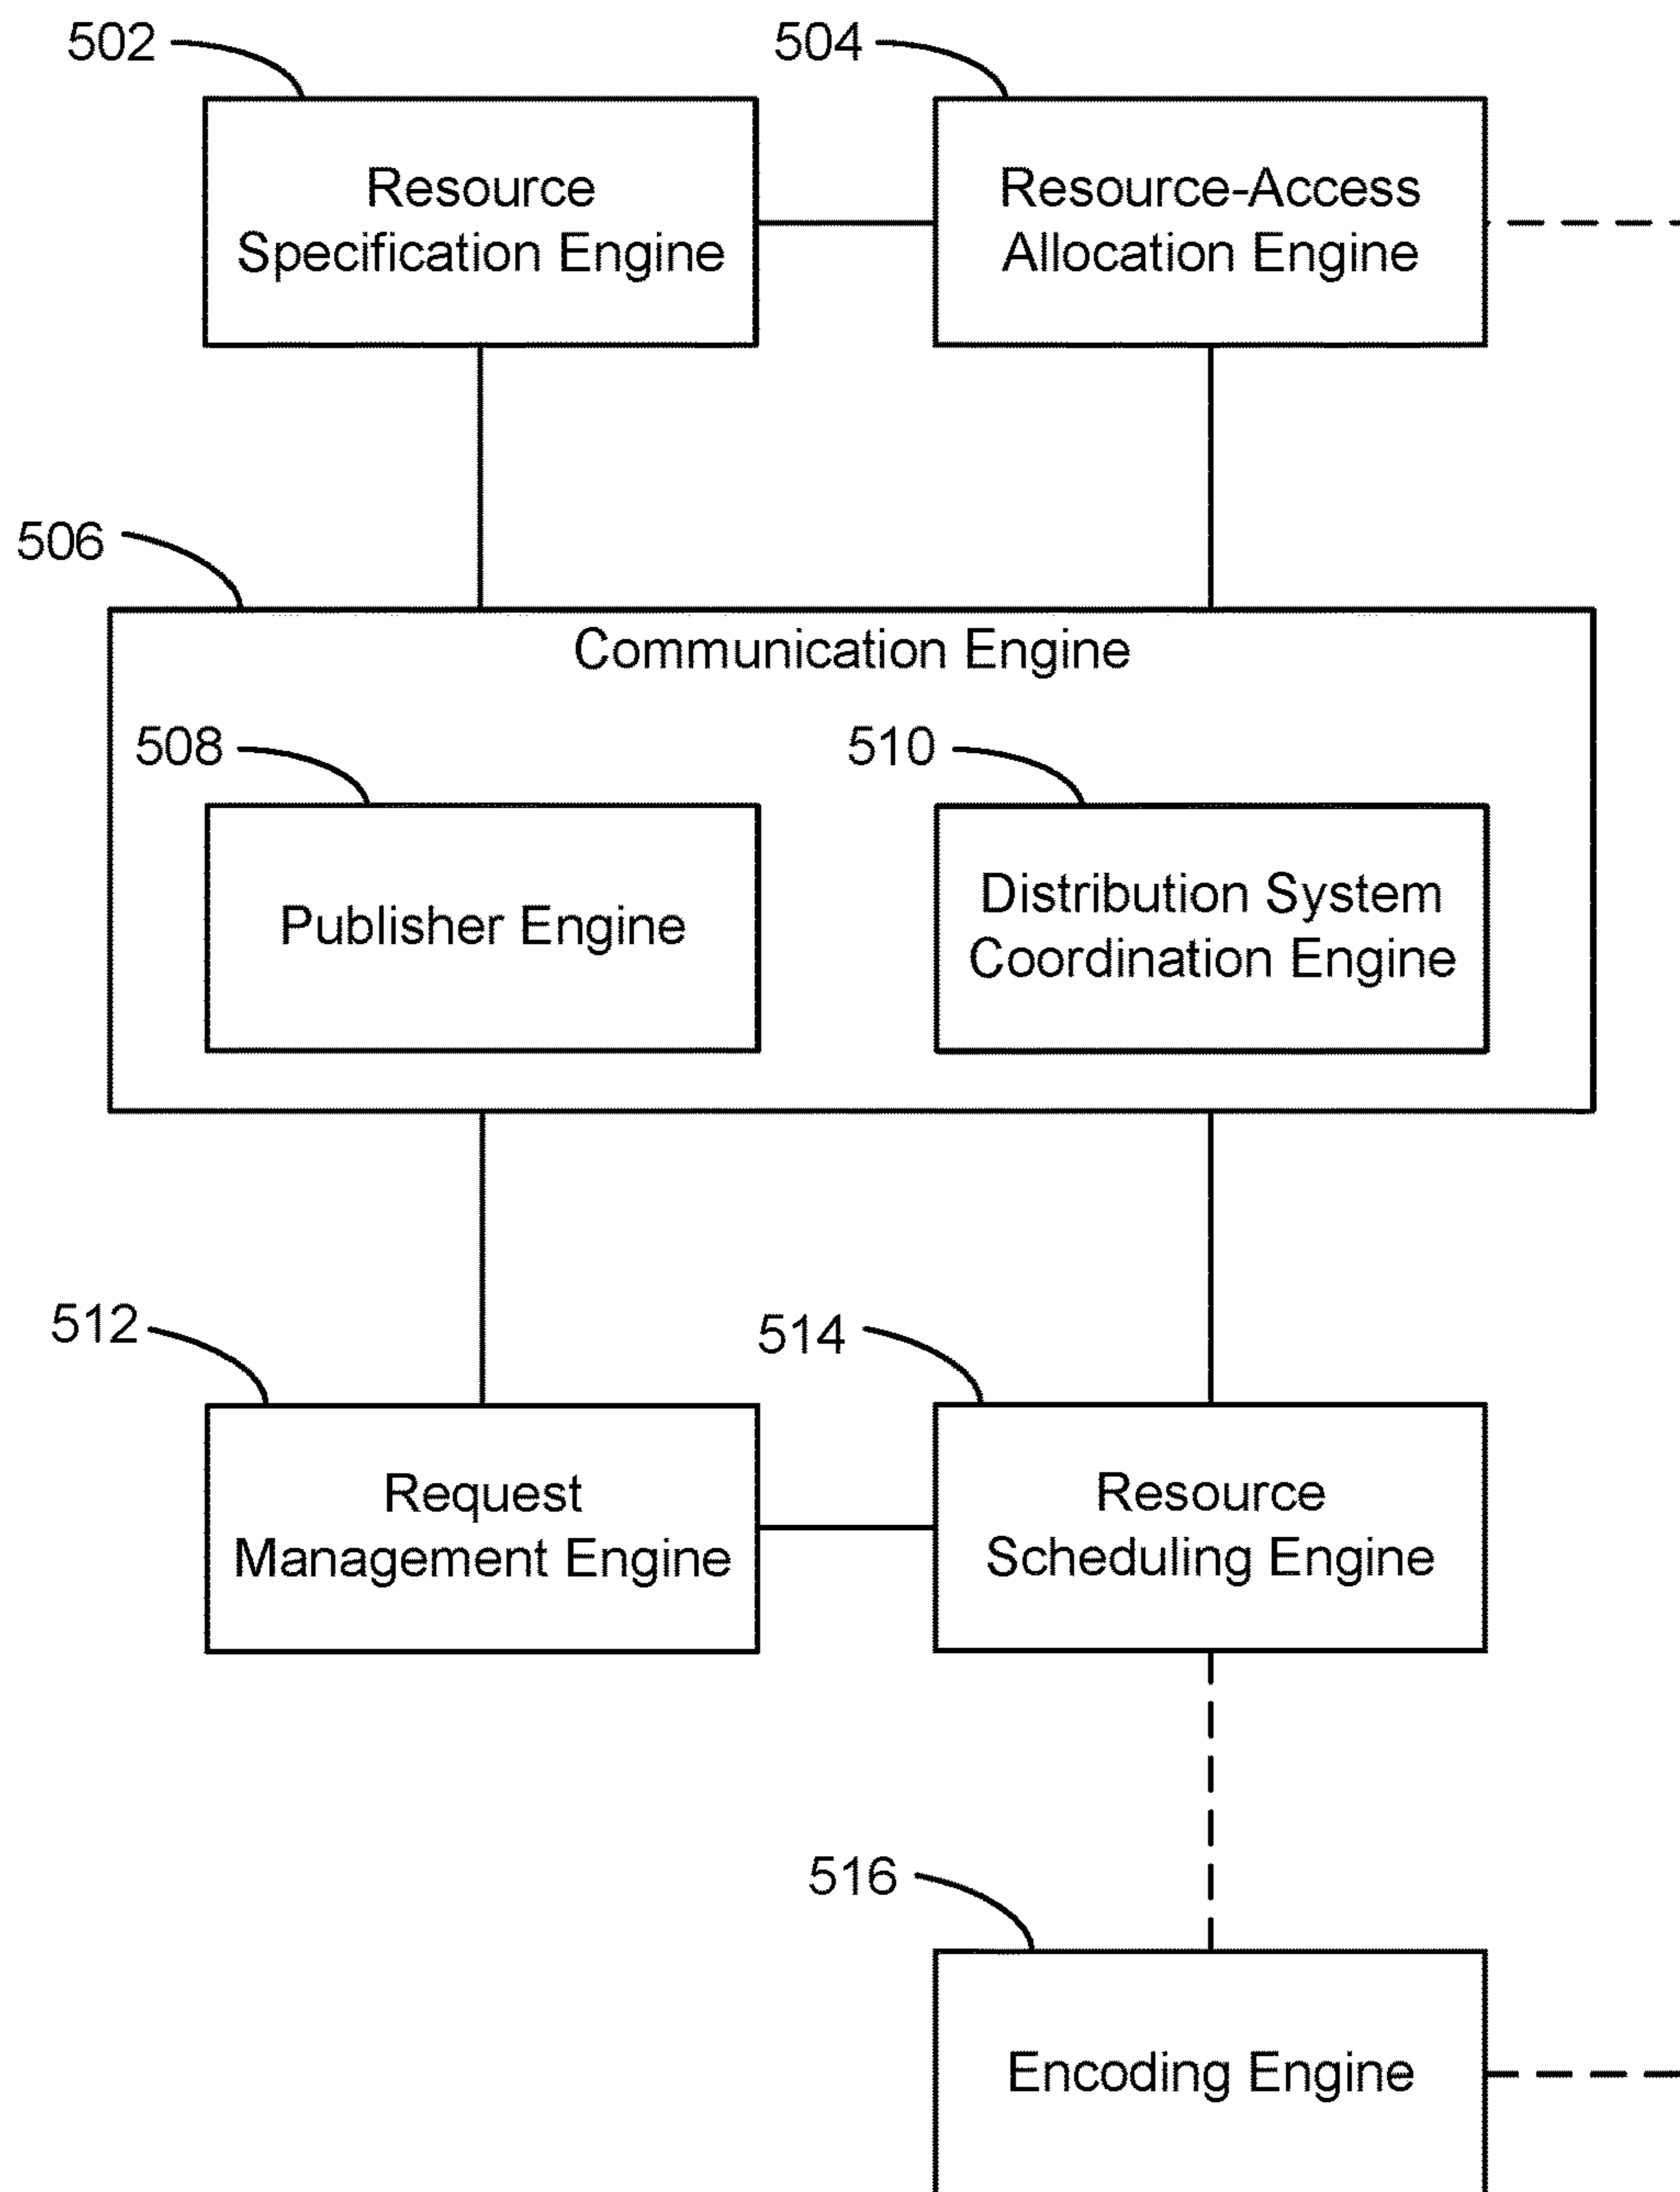 502
504
Resource
Specification Engine
Resource-Access
Allocation Engine
506
Communication Engine
508
510
Publisher Engine
Distribution System
Coordination Engine
512
514
Request
Management Engine
Resource
Scheduling Engine
516
Encoding Engine